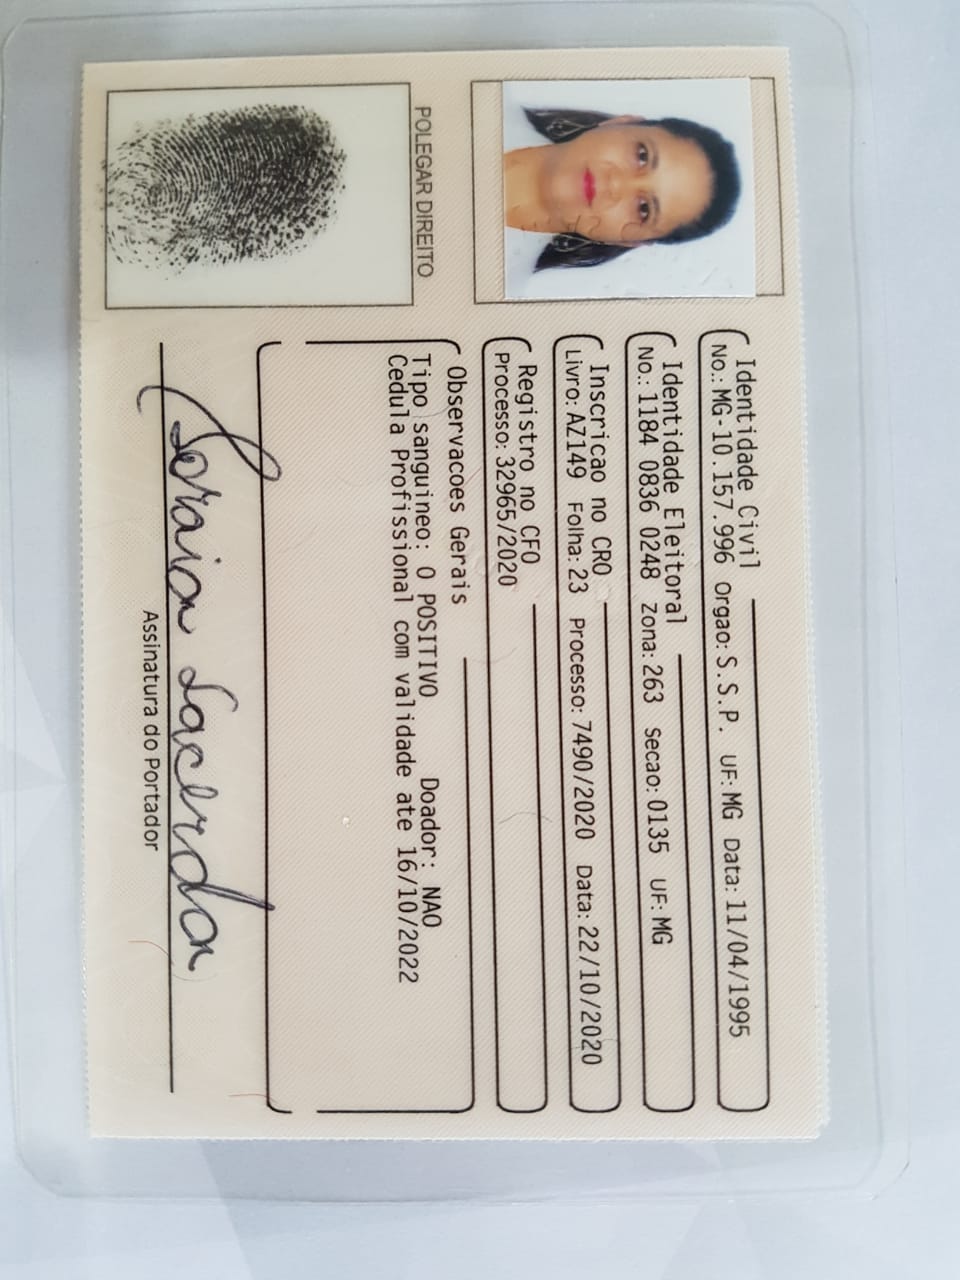 POLEGAR DIREITO
Identidade Civil
No.: MG-10.157.996 Orgao: S.S.P. UF: MG Data: 11/04/1995
Identidade Eleitoral
No.: 1184 0836 0248 Zona: 263 Secao: 0135 UF: MG
Inscricao no CRO
Livro: AZ149 Folha: 23 Processo: 7490/2020 Data: 22/10/2020
Registro no CFO
Processo: 32965/2020
Observacoes Gerais
Tipo sanguineo: O POSITIVO Doador: NAO
Cedula Profissional com validade ate 16/10/2022
Soraia Lacerda
Assinatura do Portador